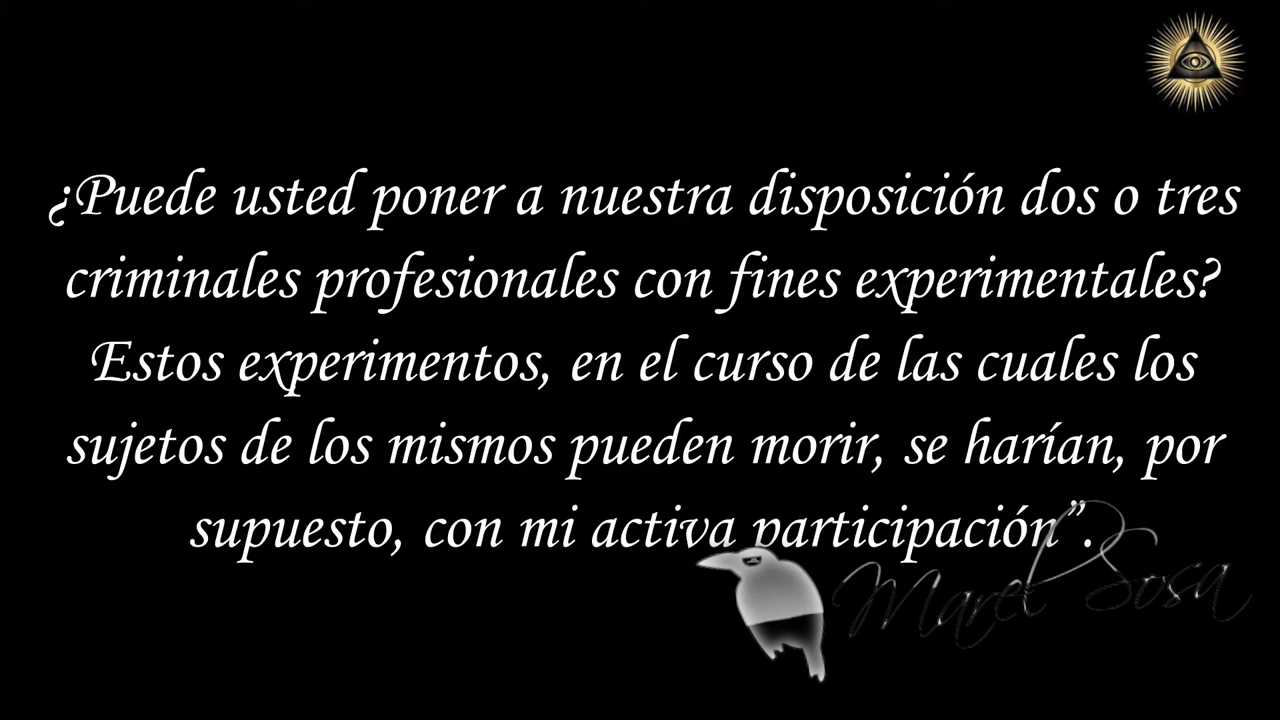 ¿Puede usted poner a nuestra disposición dos o tres
criminales profesionales con fines experimentales?
Estos experimentos, en el curso de las cuales los
sujetos de los mismos pueden morir, se harían, por
supuesto, con mi activa participación”.
Marel Sosa